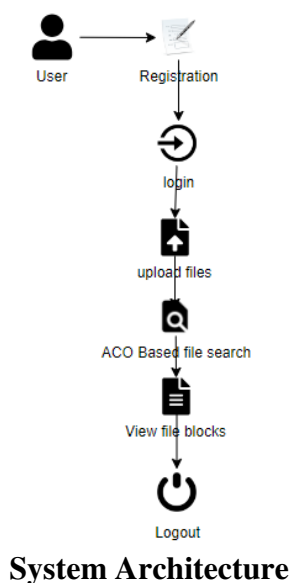 User
Registration
login
upload files
ACO Based file search
View file blocks
Logout
System Architecture